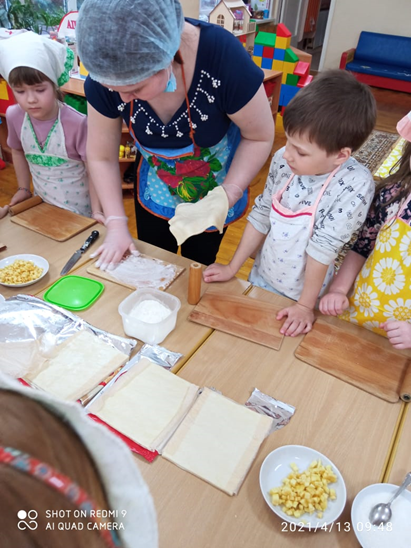 SHOT ON REDMI 9
AI QUAD CAMERA
2021/4/13 09:48